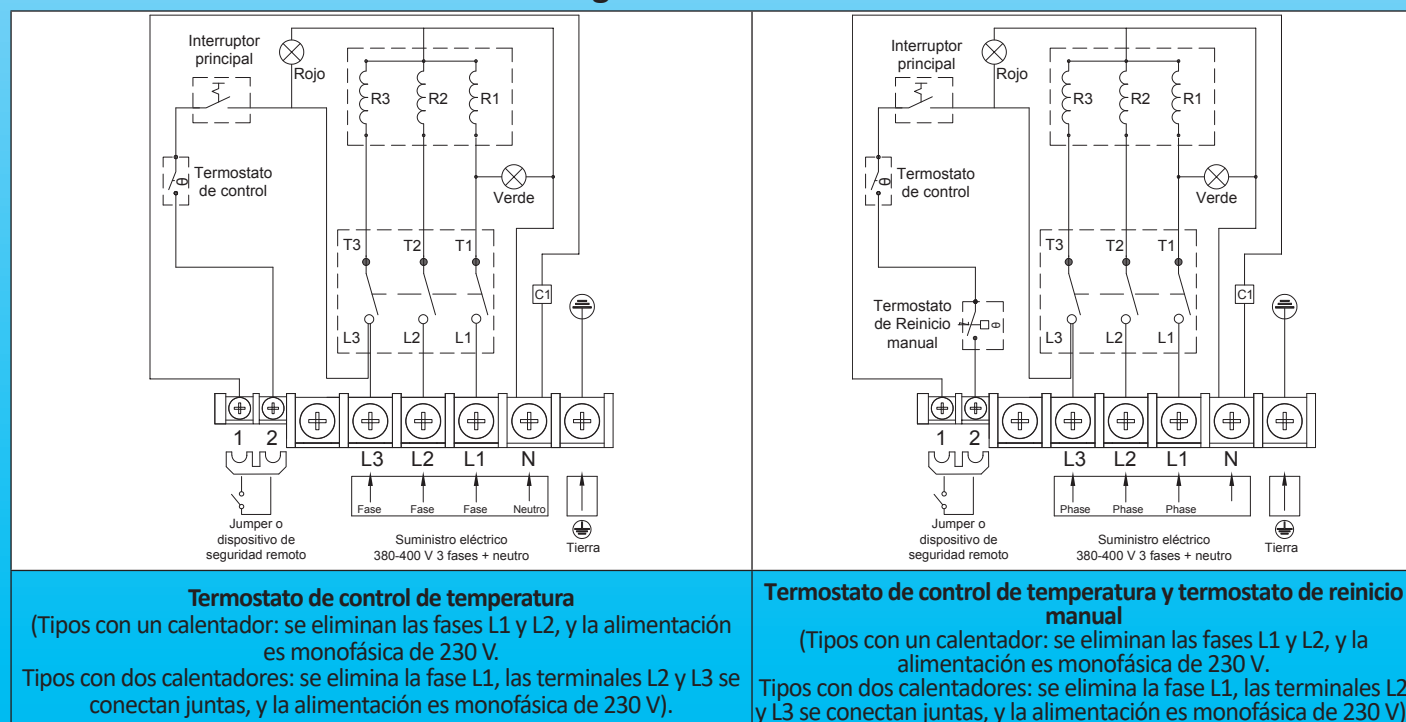 Interruptor
principal
Rojo
R3 R2 R1
Termostato
de control
θ
Verde
T3 T2 T1
C1
L3 L2 L1
1 2
L3 L2 L1 N
Fase Fase Fase Neutro
Jumper o
dispositivo de
seguridad remoto
Suministro eléctrico
380-400 V 3 fases + neutro
Tierra
Termostato de control de temperatura
(Tipos con un calentador: se eliminan las fases L1 y L2, y la alimentación
es monofásica de 230 V.
Tipos con dos calentadores: se elimina la fase L1, las terminales L2 y L3 se
conectan juntas, y la alimentación es monofásica de 230 V).
Interruptor
principal
Rojo
R3 R2 R1
Termostato
de control
θ
Verde
T3 T2 T1
C1
Termostato
de Reinicio
manual
θ
L3 L2 L1
1 2
L3 L2 L1 N
Phase Phase Phase
Jumper o
dispositivo de
seguridad remoto
Suministro eléctrico
380-400 V 3 fases + neutro
Tierra
Termostato de control de temperatura y termostato de reinicio
manual
(Tipos con un calentador: se eliminan las fases L1 y L2, y la
alimentación es monofásica de 230 V.
Tipos con dos calentadores: se elimina la fase L1, las terminales L2
y L3 se conectan juntas, y la alimentación es monofásica de 230 V)